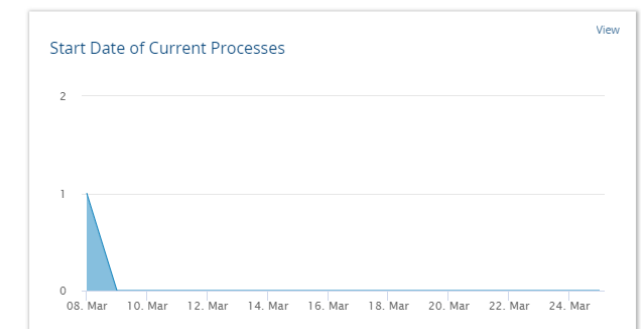 View
Start Date of Current Processes
2
1
0
08. Mar 10. Mar 12. Mar 14. Mar 16. Mar 18. Mar 20. Mar 22. Mar 24. Mar